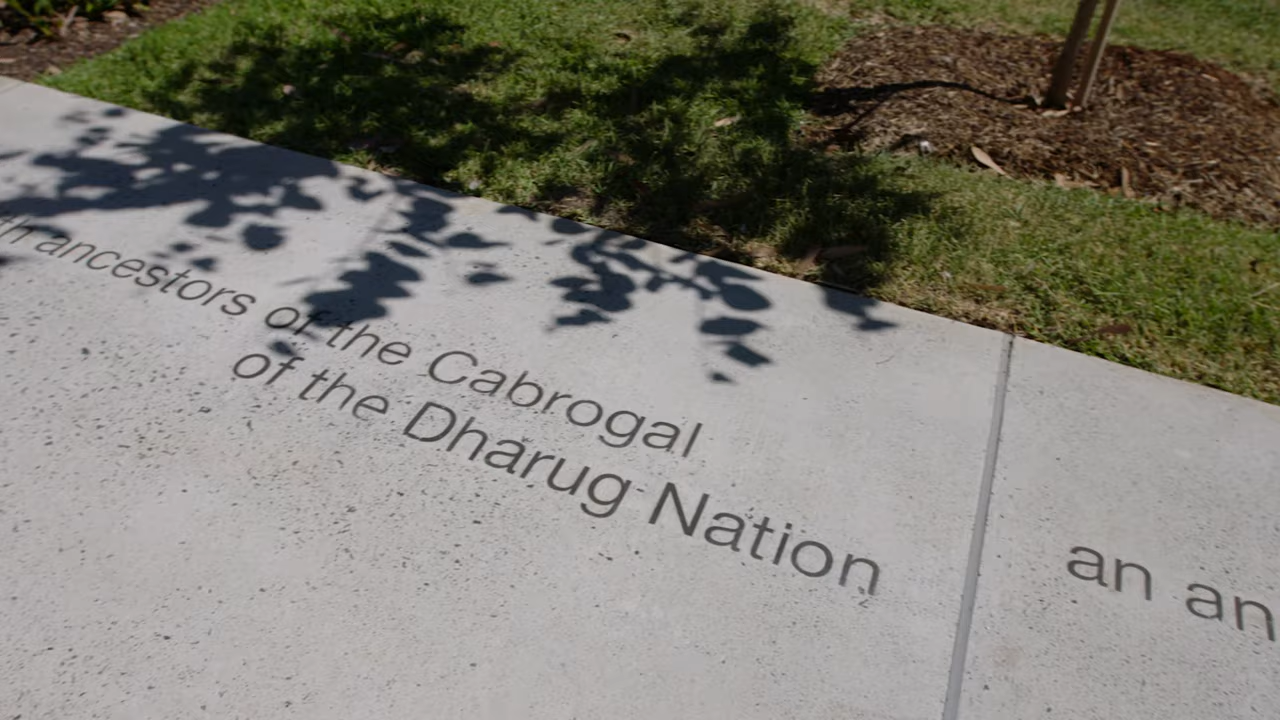 ancestors of the Cabrogal
of the Dharug Nation
an an